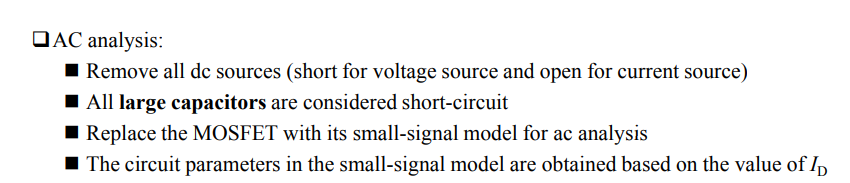 ❑AC analysis:
■ Remove all dc sources (short for voltage source and open for current source)
■ All large capacitors are considered short-circuit
■ Replace the MOSFET with its small-signal model for ac analysis
■ The circuit parameters in the small-signal model are obtained based on the value of I_D